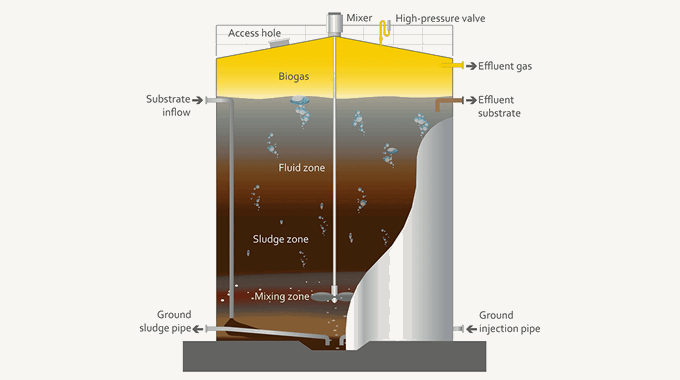 Mixer
High-pressure valve
Access hole
Biogas
Effluent gas
Substrate
inflow
Effluent
substrate
Fluid zone
Sludge zone
Mixing zone
Ground
sludge pipe
Ground
injection pipe